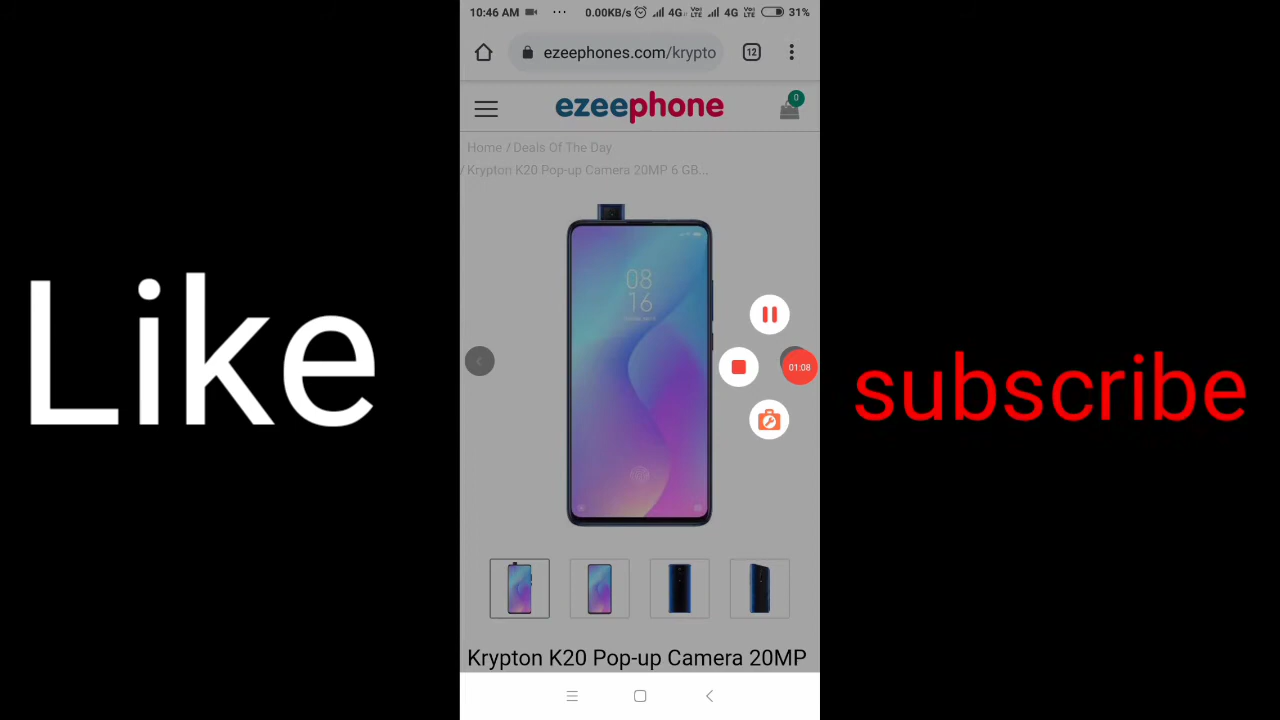 10:46 AM ... 0.00KB/s 4G VoLTE 4G VoLTE 31%
ezeephones.com/krypto 12
ezeephone 0
Home / Deals Of The Day
/ Krypton K20 Pop-up Camera 20MP 6 GB...
08
16
Like
01:08
subscribe
Krypton K20 Pop-up Camera 20MP